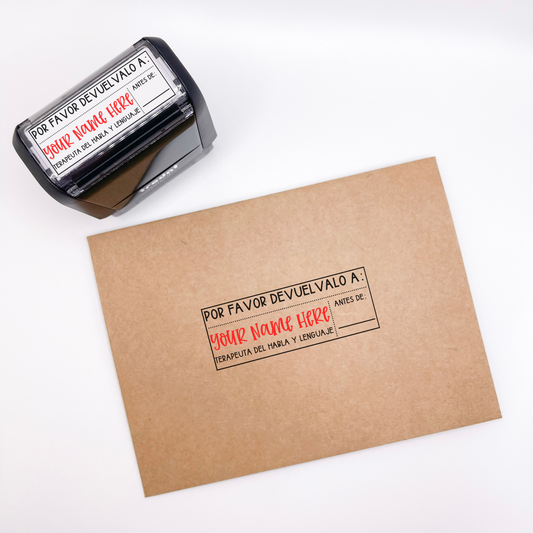 POR FAVOR DEVUELVALO A:
YOUR NAME HERE
ANTES DE:
TERAPEUTA DEL HABLA Y LENGUAJE
POR FAVOR DEVUELVALO A:
YOUR NAME HERE
ANTES DE:
TERAPEUTA DEL HABLA Y LENGUAJE